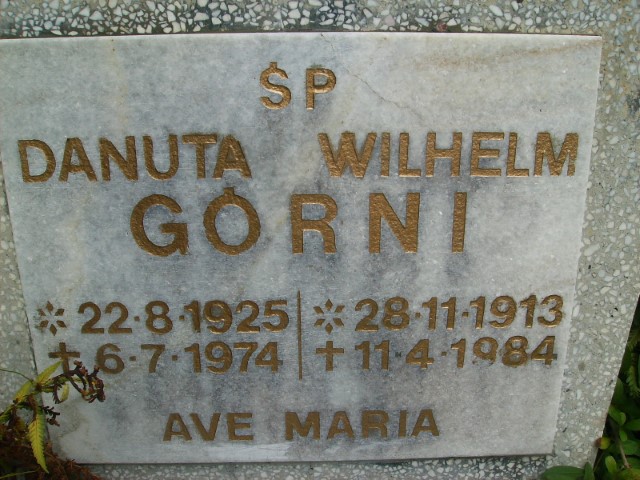 ŚP
DANUTA WILHELM
GÓRNI
* 22·8·1925 * 28·11·1913
✝ 6·7·1974 ✝ 11·4·1984
AVE MARIA